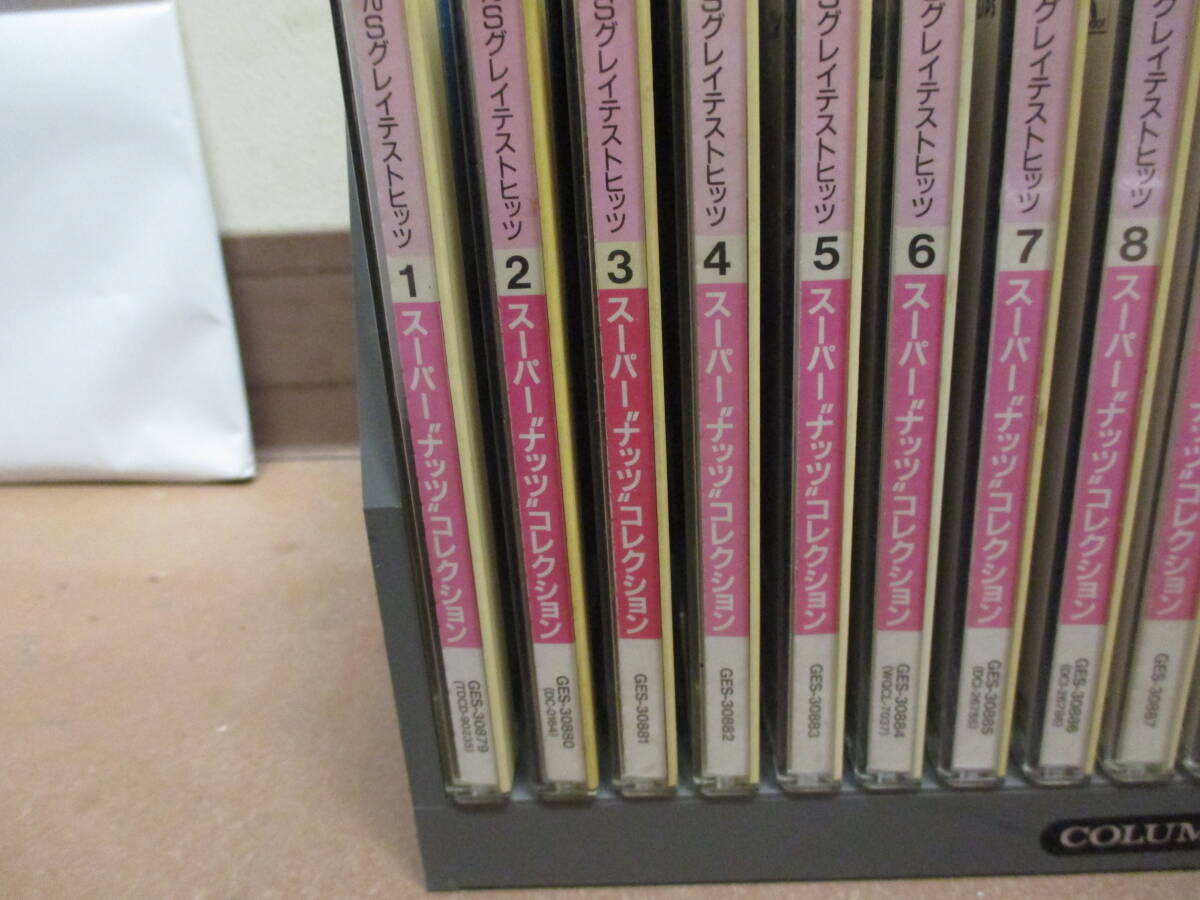 グレイテストヒッツ 1 スーパー"ナッツ"コレクション
GES-30879
(TDCD-90235)
Sグレイテストヒッツ 2 スーパー"ナッツ"コレクション
GES-30880
(DC-0164)
Sグレイテストヒッツ 3 スーパー"ナッツ"コレクション
GES-30881
Sグレイテストヒッツ 4 スーパー"ナッツ"コレクション
GES-30882
Sグレイテストヒッツ 5 スーパー"ナッツ"コレクション
GES-30883
グレイテストヒッツ 6 スーパー"ナッツ"コレクション
GES-30884
(WQCL-7037)
グレイテストヒッツ 7 スーパー"ナッツ"コレクション
GES-30885
グレイテストヒッツ 8 スーパー"ナッツ"コレクション
GES-30886
GES-30887
COLUM